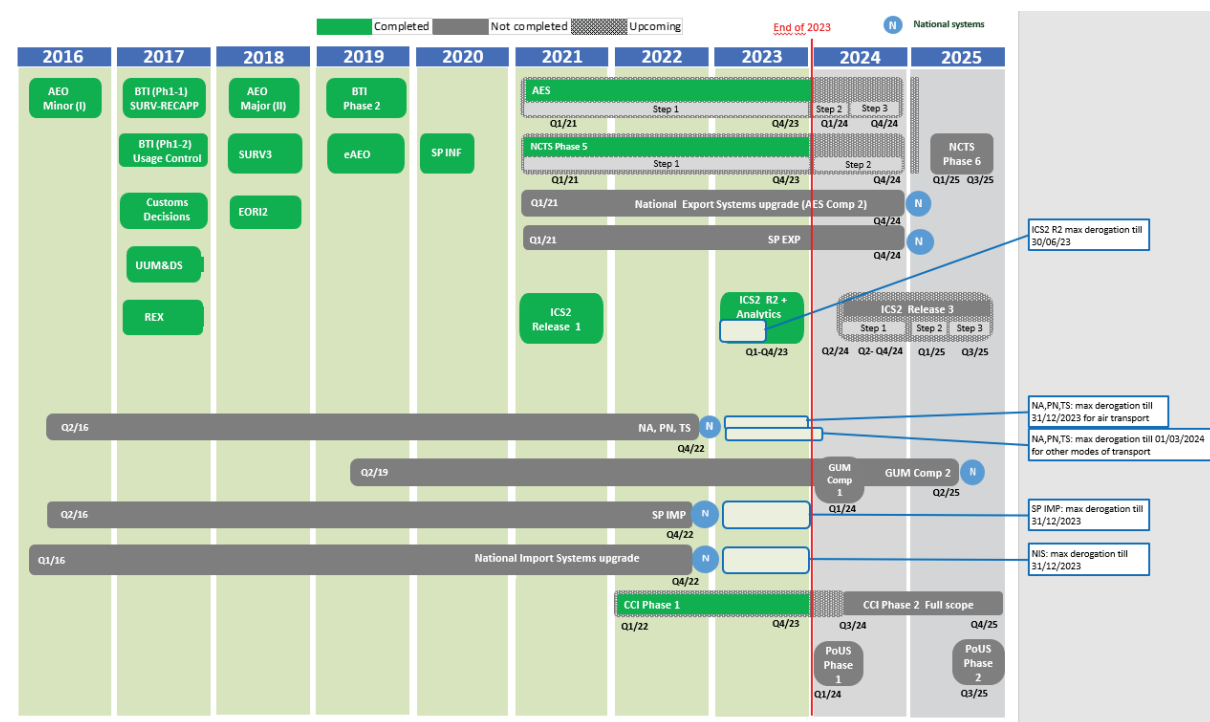 Completed
Not completed
Upcoming
End of 2023
N
National systems
2016
2017
2018
2019
2020
2021
2022
2023
2024
2025
AEO
Minor (I)
BTI (Ph1-1)
SURV-RECAPP
AEO
Major (II)
BTI
Phase 2
AES
Step 1
Step 2
Step 3
Q1/21
Q4/23
Q1/24
Q4/24
BTI (Ph1-2)
Usage Control
SURV3
eAEO
SP INF
NCTS Phase 5
Step 1
Step 2
Q1/21
Q4/23
Q4/24
NCTS
Phase 6
Q1/25
Q3/25
Customs
Decisions
EORI2
Q1/21
National Export Systems upgrade (AES Comp 2)
Q4/24
N
Q1/21
SP EXP
Q4/24
N
ICS2 R2 max derogation till
30/06/23
UUM&DS
REX
ICS2
Release 1
ICS2 R2 +
Analytics
Q1-Q4/23
ICS2 Release 3
Step 1
Step 2
Step 3
Q2/24
Q2- Q4/24
Q1/25
Q3/25
Q2/16
NA, PN, TS
Q4/22
N
NA,PN,TS: max derogation till
31/12/2023 for air transport
NA,PN,TS: max derogation till 01/03/2024
for other modes of transport
Q2/19
GUM
Comp
1
Q1/24
GUM Comp 2
Q2/25
N
Q2/16
SP IMP
Q4/22
N
SP IMP: max derogation till
31/12/2023
Q1/16
National Import Systems upgrade
Q4/22
N
NIS: max derogation till
31/12/2023
CCI Phase 1
Q1/22
Q4/23
CCI Phase 2 Full scope
Q3/24
Q4/25
PoUS
Phase
1
Q1/24
PoUS
Phase
2
Q3/25